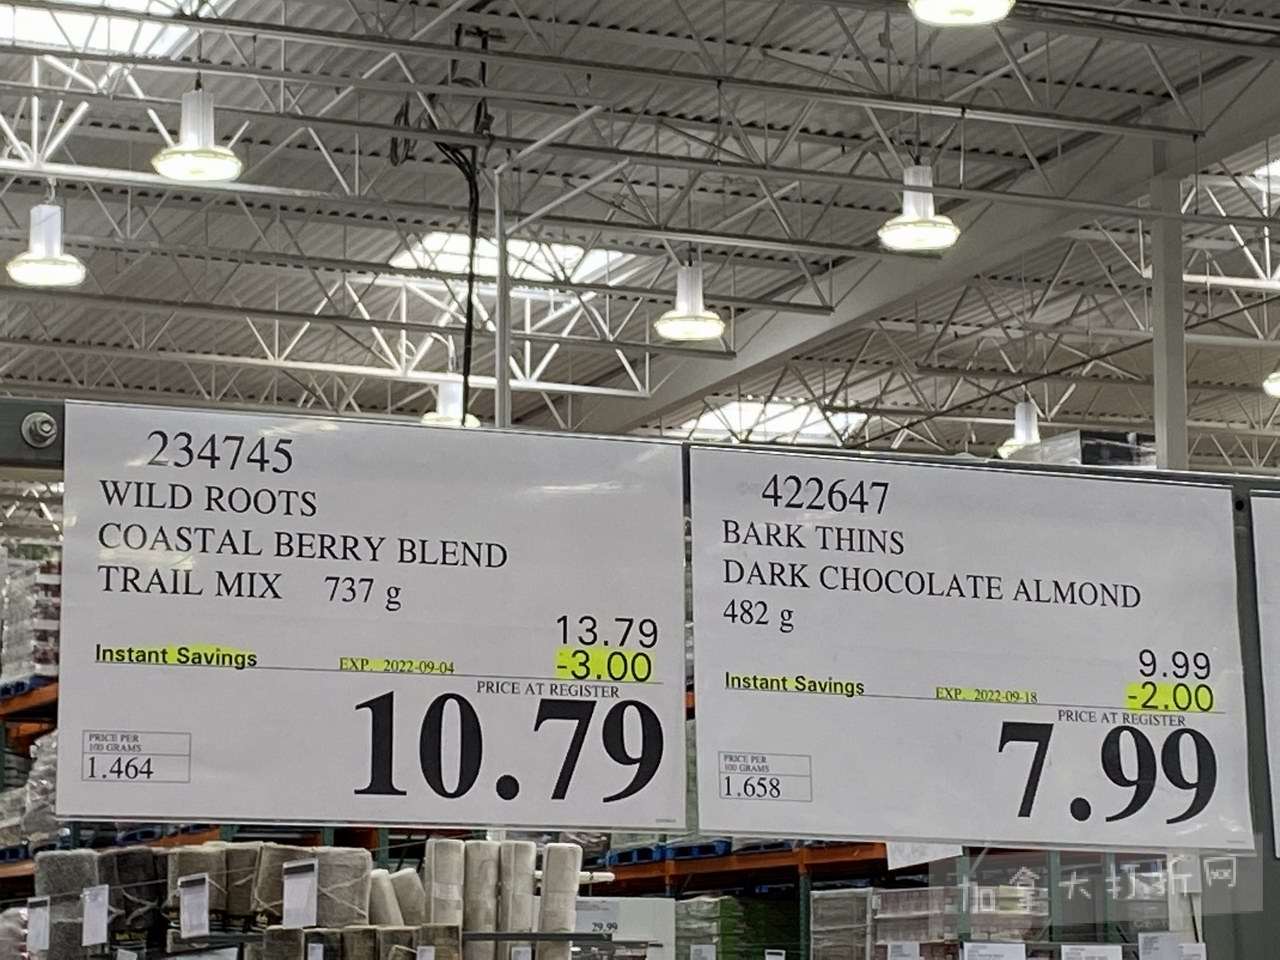 234745
WILD ROOTS
COASTAL BERRY BLEND
TRAIL MIX 737 g
13.79
Instant Savings EXP. 2022-09-04 -3.00
PRICE AT REGISTER
10.79
PRICE PER
100 GRAMS
1.464
422647
BARK THINS
DARK CHOCOLATE ALMOND
482 g
9.99
Instant Savings EXP. 2022-09-18 -2.00
PRICE AT REGISTER
7.99
PRICE PER
100 GRAMS
1.658
29.99
加拿大打折网